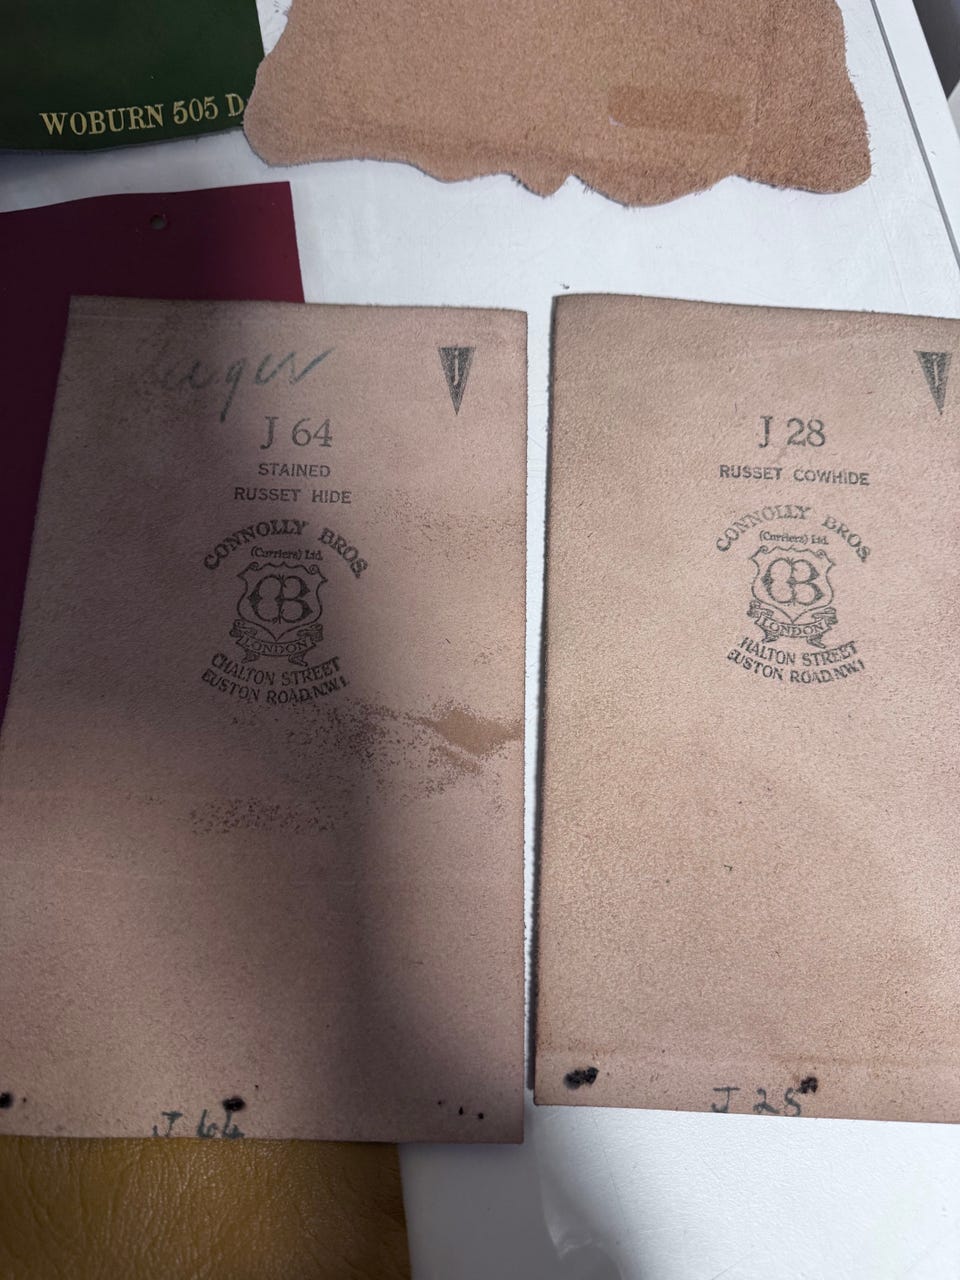 WOBURN 505 D
J
J 64
STAINED
RUSSET HIDE
CONNOLLY BROS.
(Curriers) Ltd.
CB
LONDON
CHALTON STREET
EUSTON ROAD.N.W.1
J 64
J
J 28
RUSSET COWHIDE
CONNOLLY BROS.
(Curriers) Ltd.
CB
LONDON
HALTON STREET
EUSTON ROAD.N.W.1
J 28